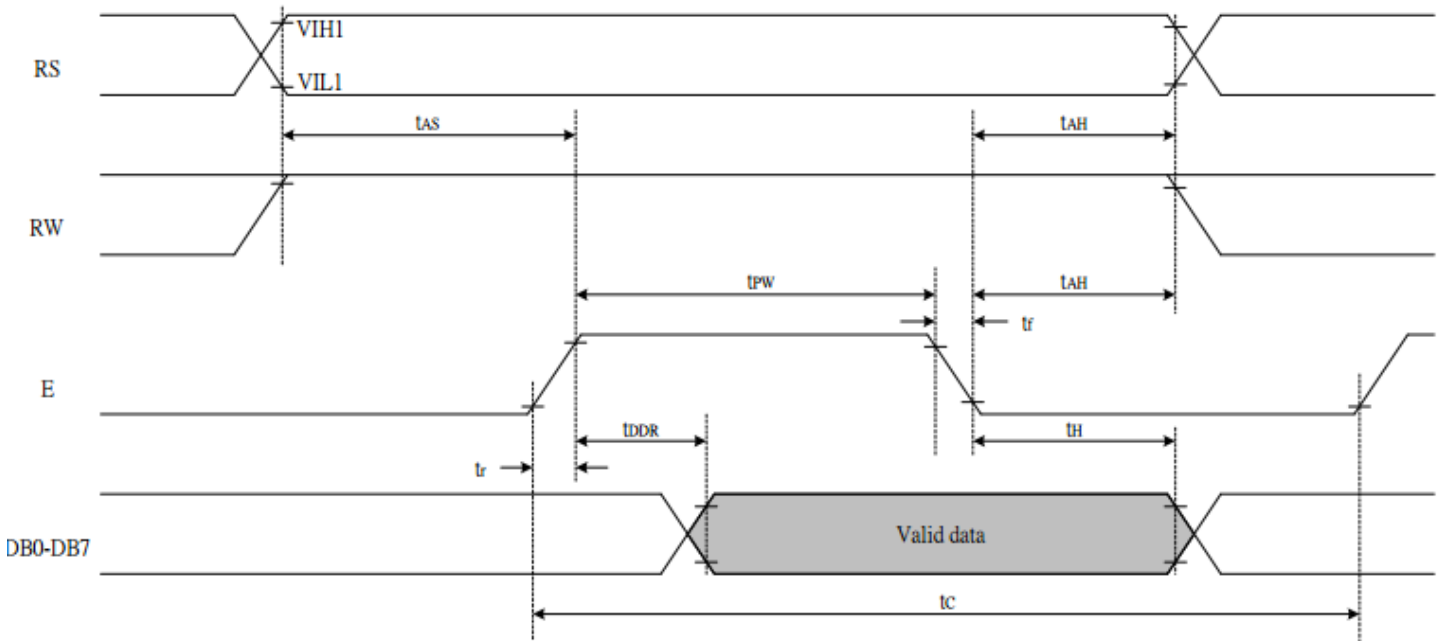 VIH1
RS
VIL1
tAS
tAH
RW
tPW
tAH
tf
E
tDDR
tH
tr
Valid data
DB0-DB7
tC